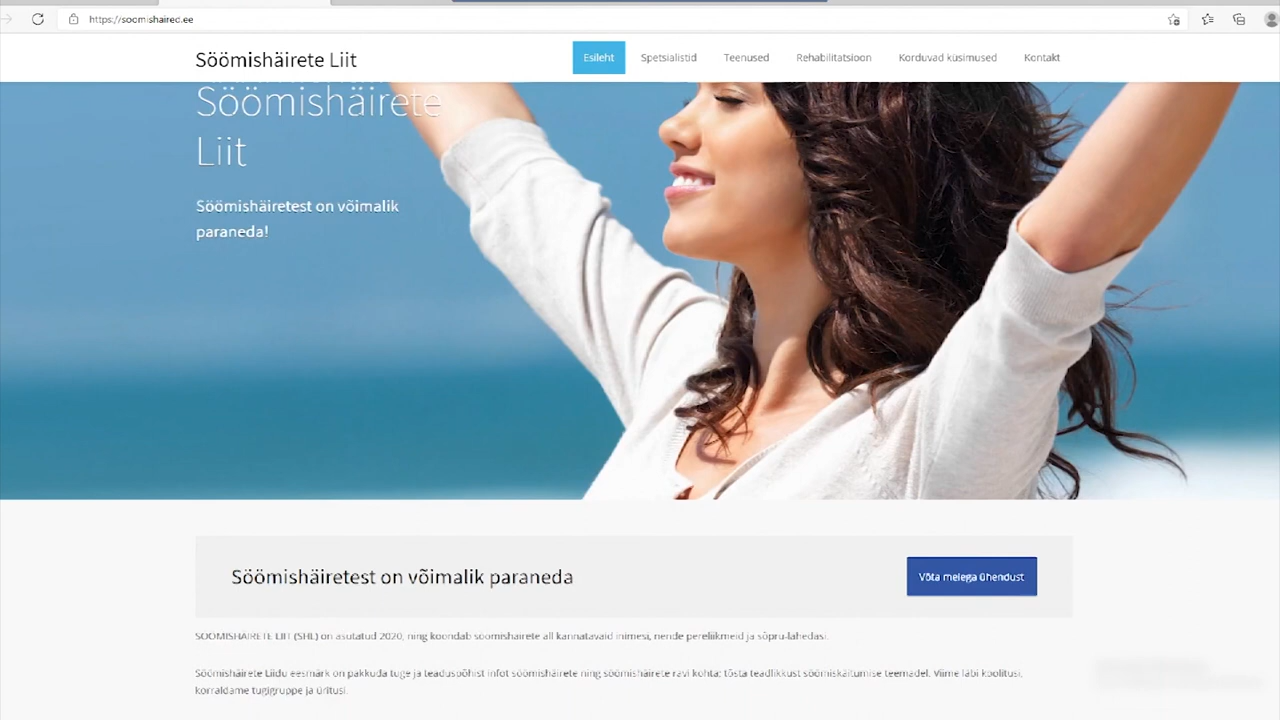 https://soomishaired.ee
Söömishäirete Liit
Esileht
Spetsialistid
Teenused
Rehabilitatsioon
Korduvad küsimused
Kontakt
Söömishäirete
Liit
Söömishäiretest on võimalik
paraneda!
Söömishäiretest on võimalik paraneda
Võta meiega ühendust
SÖÖMISHÄIRETE LIIT (SHL) on asutatud 2020, ning koondab söömishäirete all kannatavaid inimesi, nende pereliikmeid ja sõpru-lähedasi.
Söömishäirete Liidu eesmärk on pakkuda tuge ja teaduspõhist infot söömishäirete ning söömishäirete ravi kohta; tõsta teadlikkust söömiskäitumise teemadel. Viime läbi koolitusi,
korraldame tugigruppe ja üritusi.